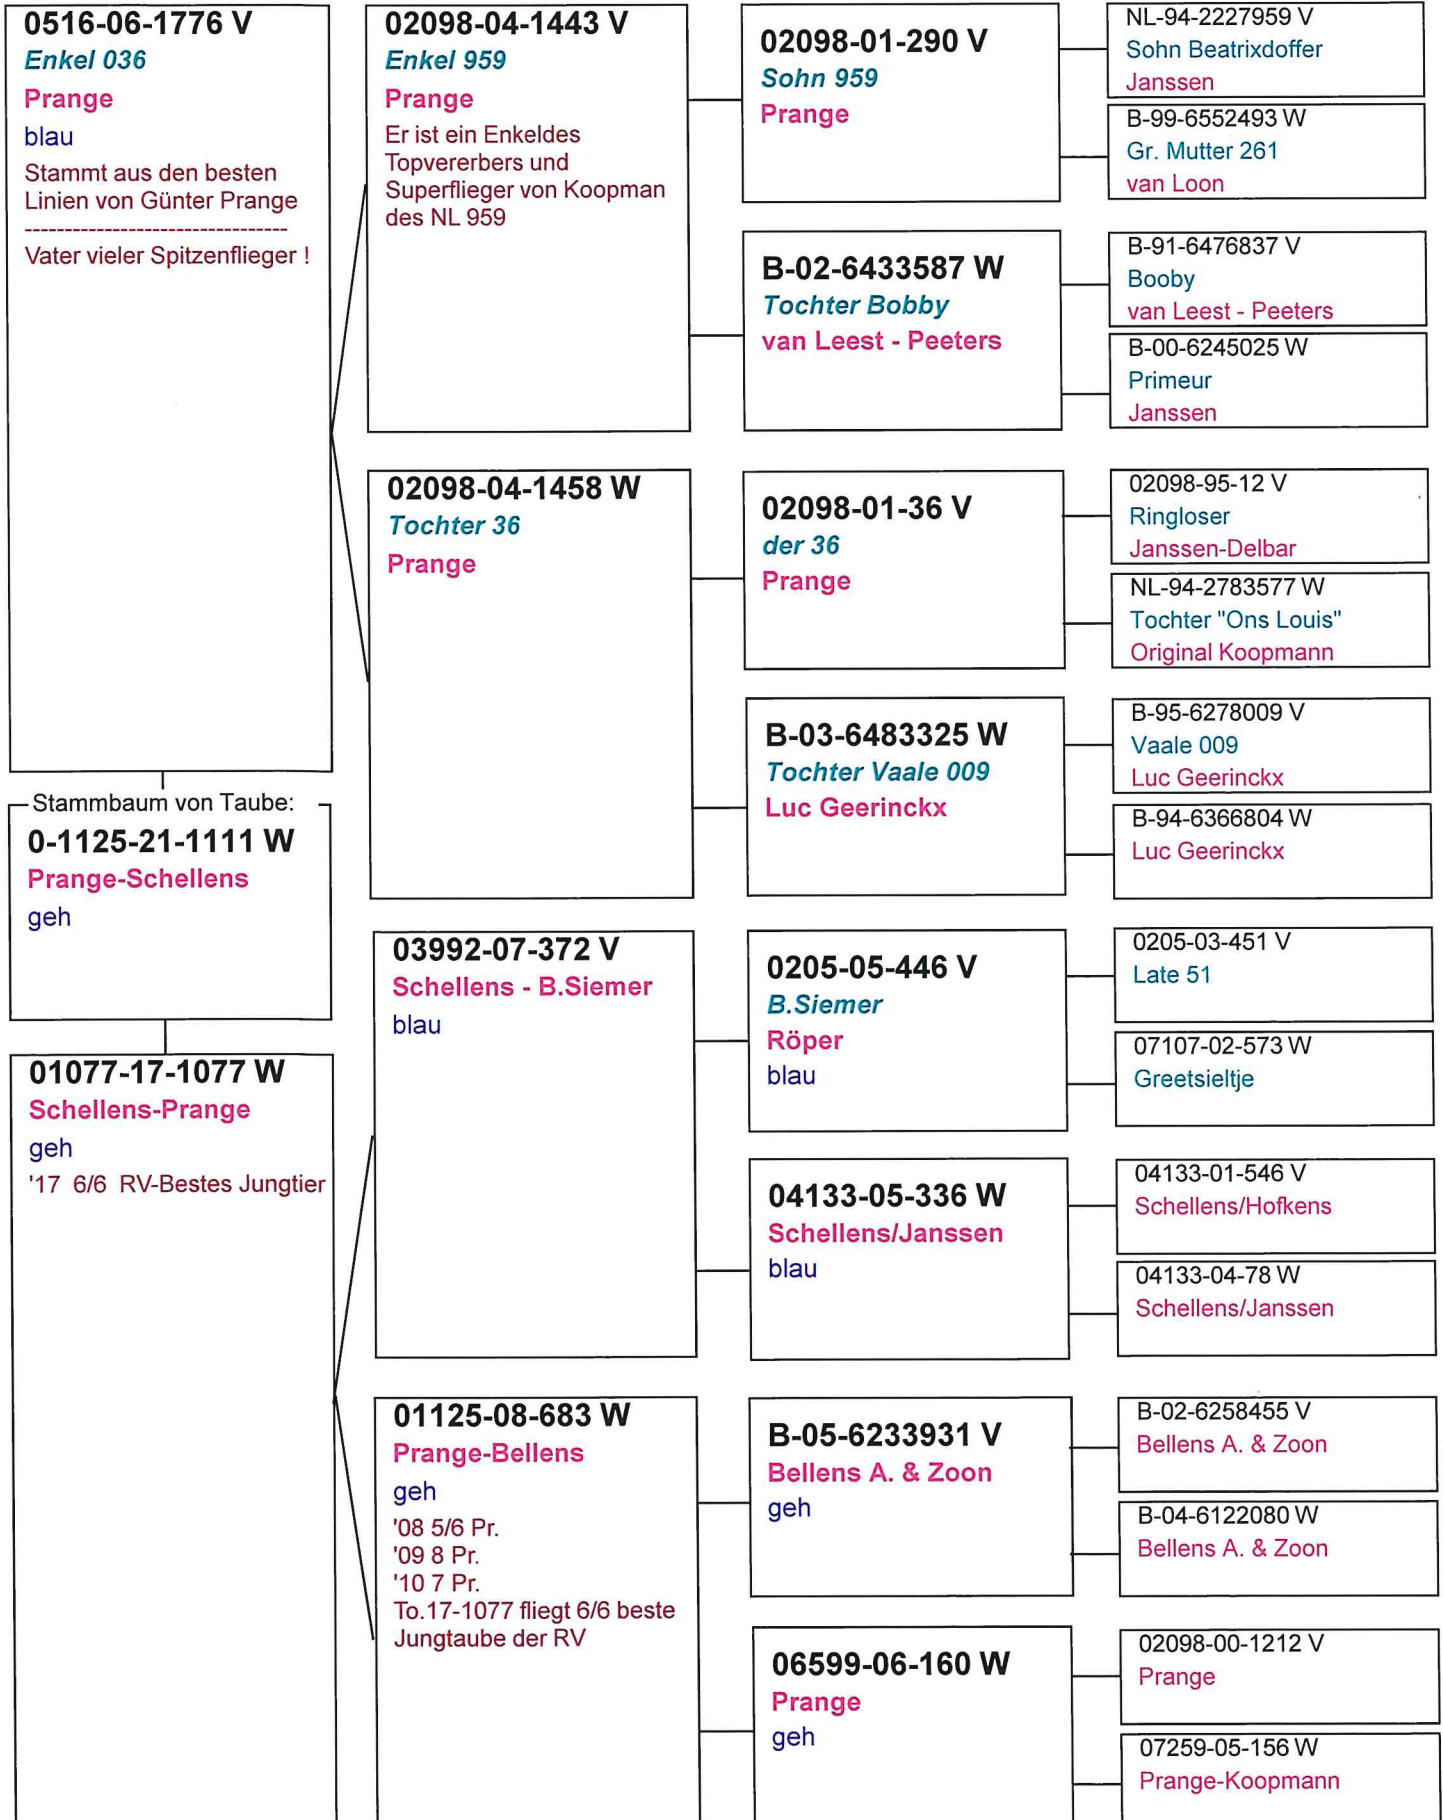 0516-06-1776 V
Enkel 036
Prange
blau
Stammt aus den besten
Linien von Günter Prange
--------------------------------
Vater vieler Spitzenflieger !
Stammbaum von Taube:
0-1125-21-1111 W
Prange-Schellens
geh
01077-17-1077 W
Schellens-Prange
geh
'17 6/6 RV-Bestes Jungtier
02098-04-1443 V
Enkel 959
Prange
Er ist ein Enkeldes
Topvererbers und
Superflieger von Koopman
des NL 959
02098-04-1458 W
Tochter 36
Prange
03992-07-372 V
Schellens - B.Siemer
blau
01125-08-683 W
Prange-Bellens
geh
'08 5/6 Pr.
'09 8 Pr.
'10 7 Pr.
To.17-1077 fliegt 6/6 beste
Jungtaube der RV
02098-01-290 V
Sohn 959
Prange
B-02-6433587 W
Tochter Bobby
van Leest - Peeters
02098-01-36 V
der 36
Prange
B-03-6483325 W
Tochter Vaale 009
Luc Geerinckx
0205-05-446 V
B.Siemer
Röper
blau
04133-05-336 W
Schellens/Janssen
blau
B-05-6233931 V
Bellens A. & Zoon
geh
06599-06-160 W
Prange
geh
NL-94-2227959 V
Sohn Beatrixdoffer
Janssen
B-99-6552493 W
Gr. Mutter 261
van Loon
B-91-6476837 V
Booby
van Leest - Peeters
B-00-6245025 W
Primeur
Janssen
02098-95-12 V
Ringloser
Janssen-Delbar
NL-94-2783577 W
Tochter "Ons Louis"
Original Koopmann
B-95-6278009 V
Vaale 009
Luc Geerinckx
B-94-6366804 W
Luc Geerinckx
0205-03-451 V
Late 51
07107-02-573 W
Greetsieltje
04133-01-546 V
Schellens/Hofkens
04133-04-78 W
Schellens/Janssen
B-02-6258455 V
Bellens A. & Zoon
B-04-6122080 W
Bellens A. & Zoon
02098-00-1212 V
Prange
07259-05-156 W
Prange-Koopmann